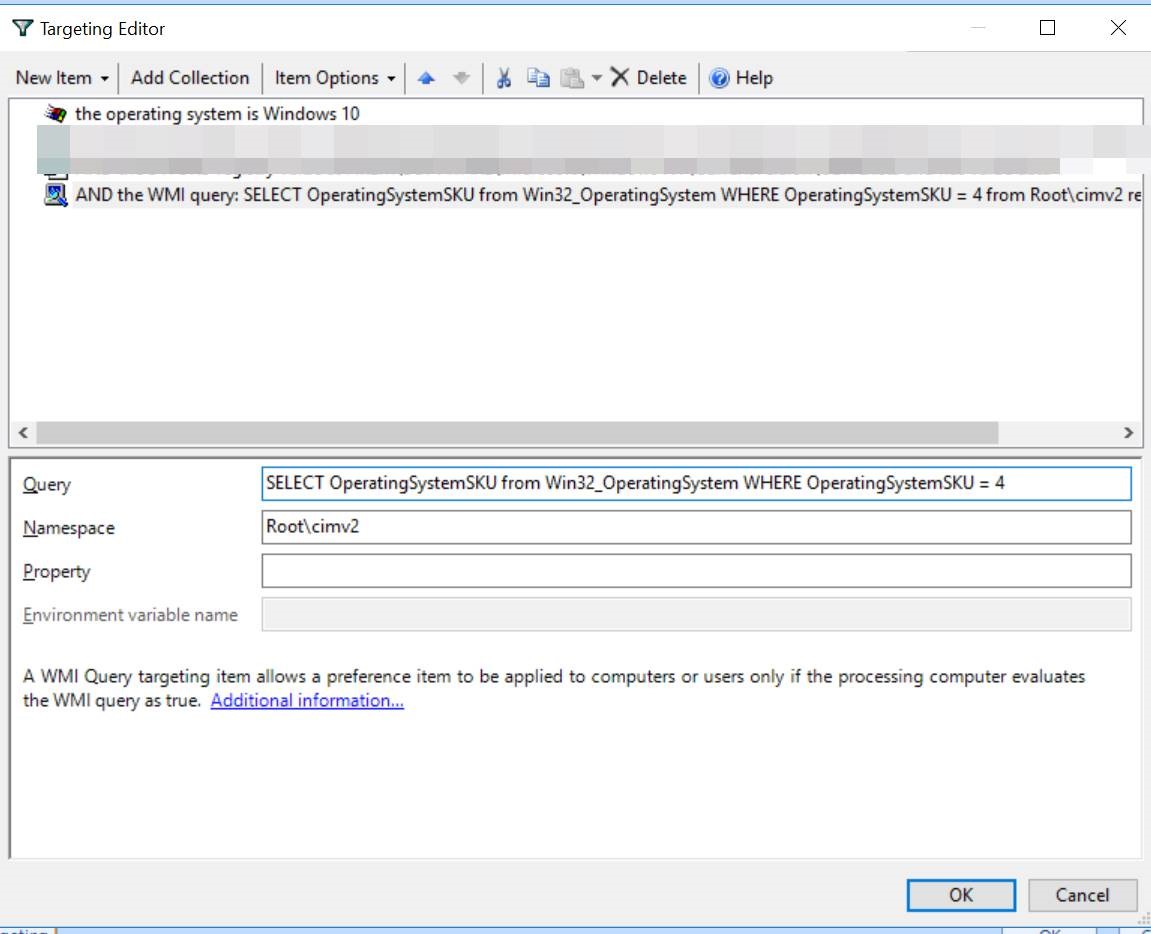 Targeting Editor
New Item Add Collection Item Options Delete Help
the operating system is Windows 10
AND the WMI query: SELECT OperatingSystemSKU from Win32_OperatingSystem WHERE OperatingSystemSKU = 4 from Root\cimv2 re
Query SELECT OperatingSystemSKU from Win32_OperatingSystem WHERE OperatingSystemSKU = 4
Namespace Root\cimv2
Property
Environment variable name
A WMI Query targeting item allows a preference item to be applied to computers or users only if the processing computer evaluates
the WMI query as true. Additional information...
OK Cancel